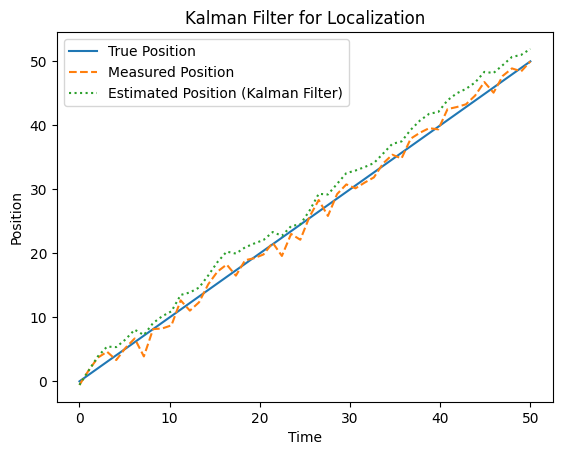 Kalman Filter for Localization
True Position
Measured Position
Estimated Position (Kalman Filter)
50
40
30
20
10
0
Position
0 10 20 30 40 50
Time